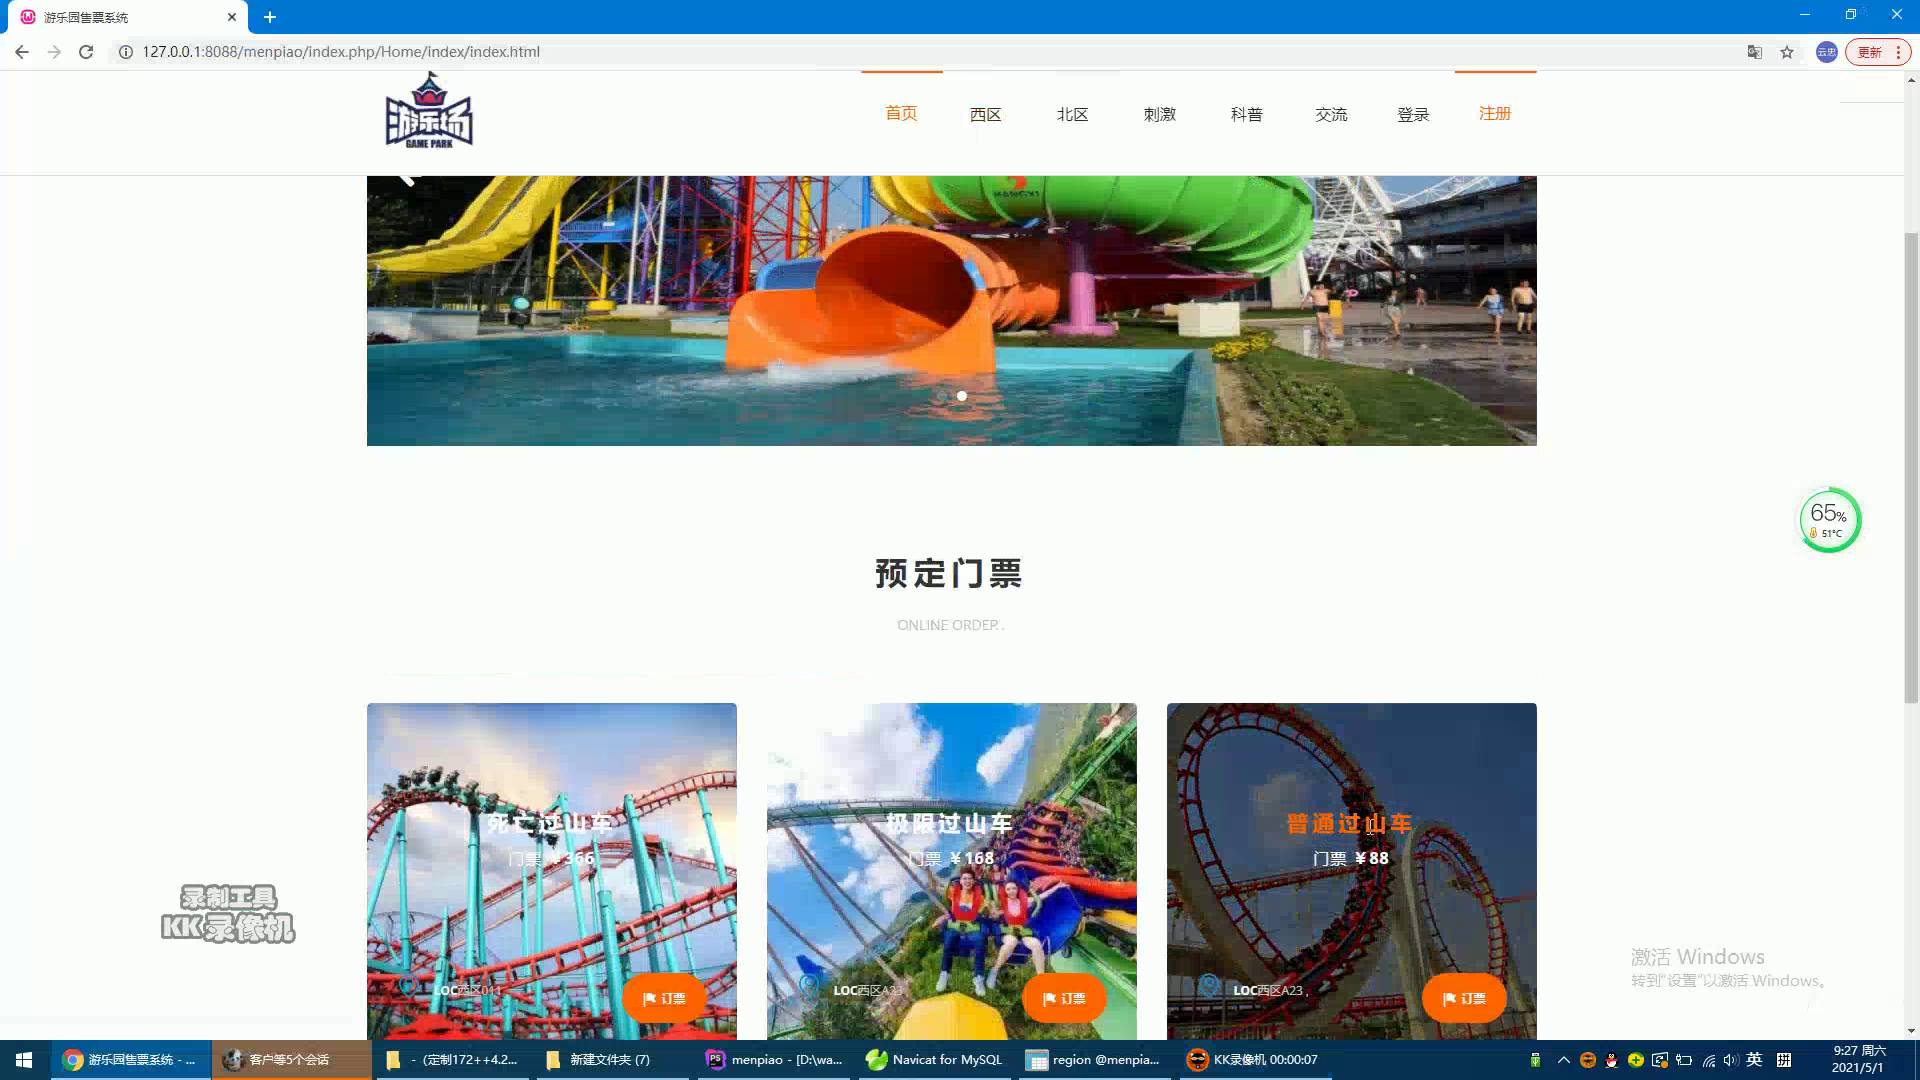 游乐园售票系统
127.0.0.1:8088/menpiao/index.php/Home/index/index.html
云忠
更新
游乐场
GAME PARK
首页
西区
北区
刺激
科普
交流
登录
注册
65%
51°C
预定门票
ONLINE ORDER .
死亡过山车
门票 ¥366
LOC西区011
订票
极限过山车
门票 ¥168
LOC西区A23
订票
普通过山车
门票 ¥88
LOC西区A23 ,
订票
录制工具
KK录像机
激活 Windows
转到"设置"以激活 Windows。
游乐园售票系统 - ...
客户等5个会话
-（定制172++4.2...
新建文件夹 (7)
menpiao - [D:\wa...
Navicat for MySQL
region @menpia...
KK录像机 00:00:07
英
拼
9:27 周六
2021/5/1